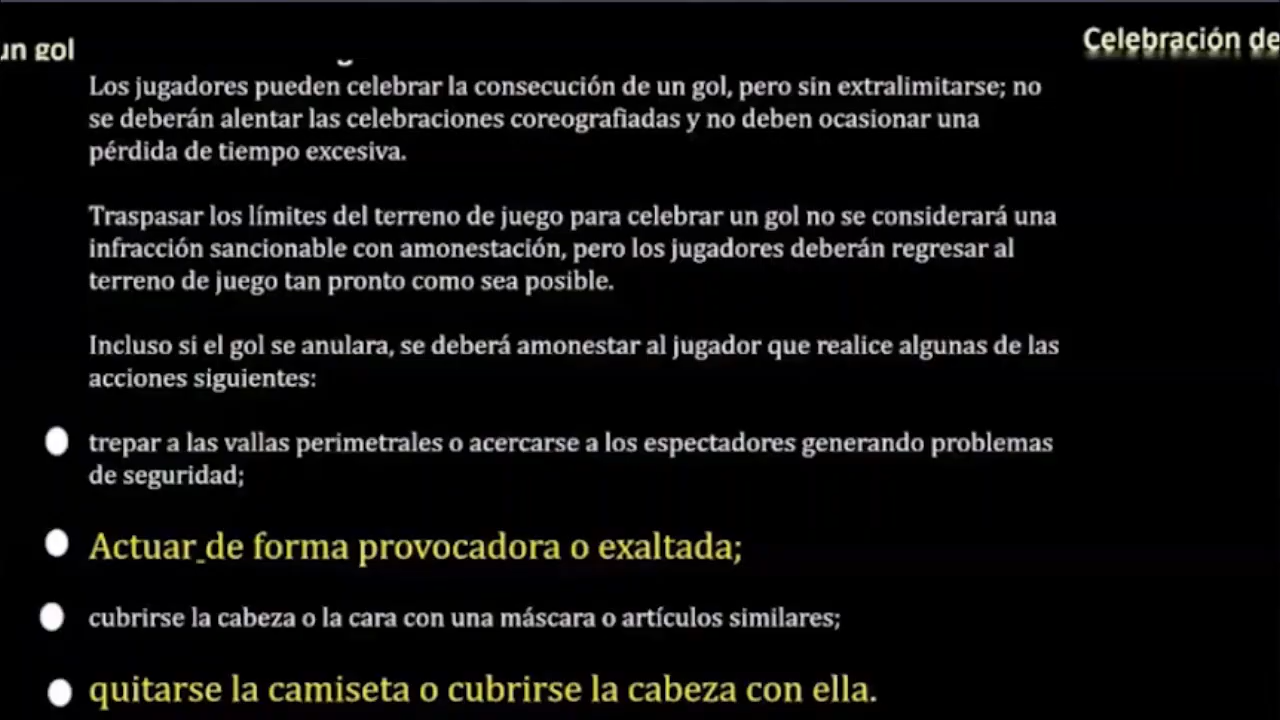 un gol
Celebración de
Los jugadores pueden celebrar la consecución de un gol, pero sin extralimitarse; no
se deberán alentar las celebraciones coreografiadas y no deben ocasionar una
pérdida de tiempo excesiva.
Traspasar los límites del terreno de juego para celebrar un gol no se considerará una
infracción sancionable con amonestación, pero los jugadores deberán regresar al
terreno de juego tan pronto como sea posible.
Incluso si el gol se anulara, se deberá amonestar al jugador que realice algunas de las
acciones siguientes:
trepar a las vallas perimetrales o acercarse a los espectadores generando problemas
de seguridad;
Actuar de forma provocadora o exaltada;
cubrirse la cabeza o la cara con una máscara o artículos similares;
quitarse la camiseta o cubrirse la cabeza con ella.